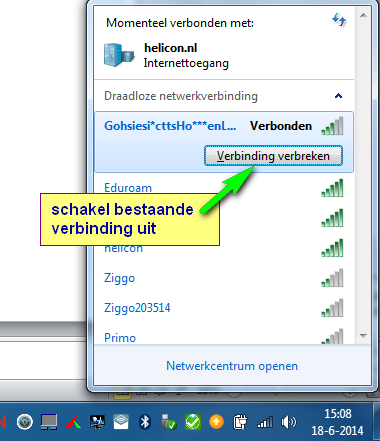 Momenteel verbonden met:
helicon.nl
Internettoegang
Draadloze netwerkverbinding
Gohsiesi*cttsHo***enL... Verbonden
Verbinding verbreken
Eduroam
schakel bestaande
verbinding uit
helicon
Ziggo
Ziggo203514
Primo
Netwerkcentrum openen
15:08
18-6-2014